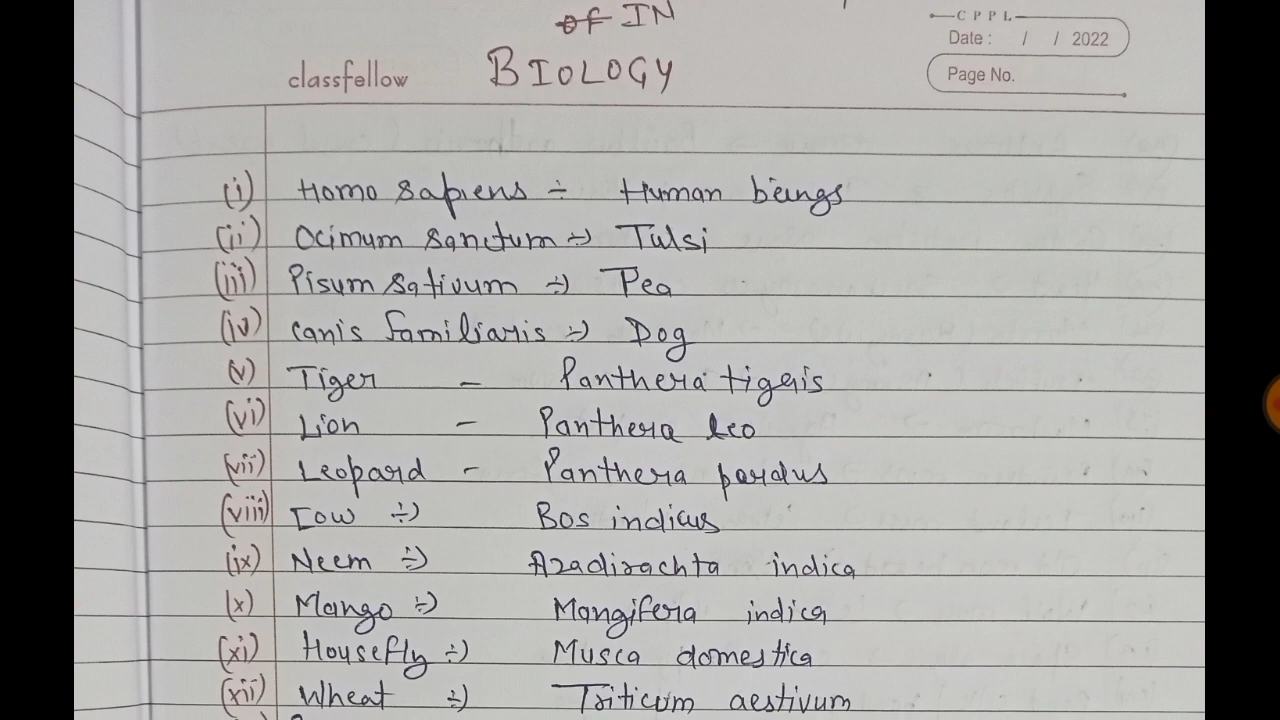 of IN
CPPL
Date : / / 2022
classfellow BIOLOGY
Page No.
(i) Homo sapiens ÷ Human beings
(ii) Ocimum sanctum ÷) Tulsi
(iii) Pisum sativum ÷) Pea
(iv) canis familiaris ÷) Dog
(v) Tiger - Panthera tigris
(vi) Lion - Panthera leo
(vii) Leopard - Panthera pardus
(viii) Cow ÷) Bos indicus
(ix) Neem ÷) Azadirachta indica
(x) Mango ÷) Mangifera indica
(xi) Housefly ÷) Musca domestica
(xii) Wheat ÷) Triticum aestivum